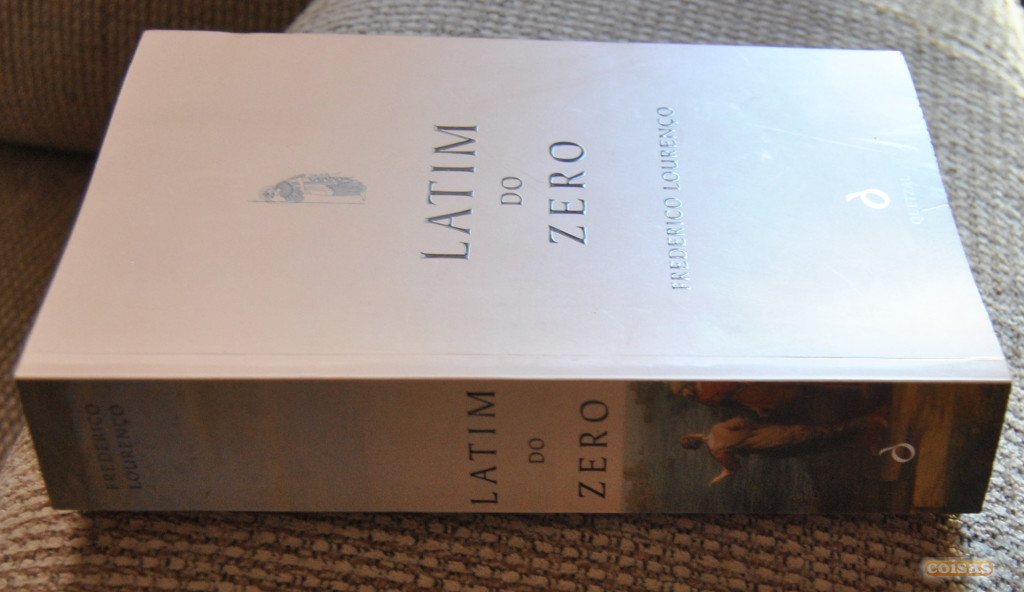 LATIM
DO
ZERO
FREDERICO LOURENÇO
QUETZAL
FREDERICO
LOURENÇO
LATIM
DO
ZERO
coisas